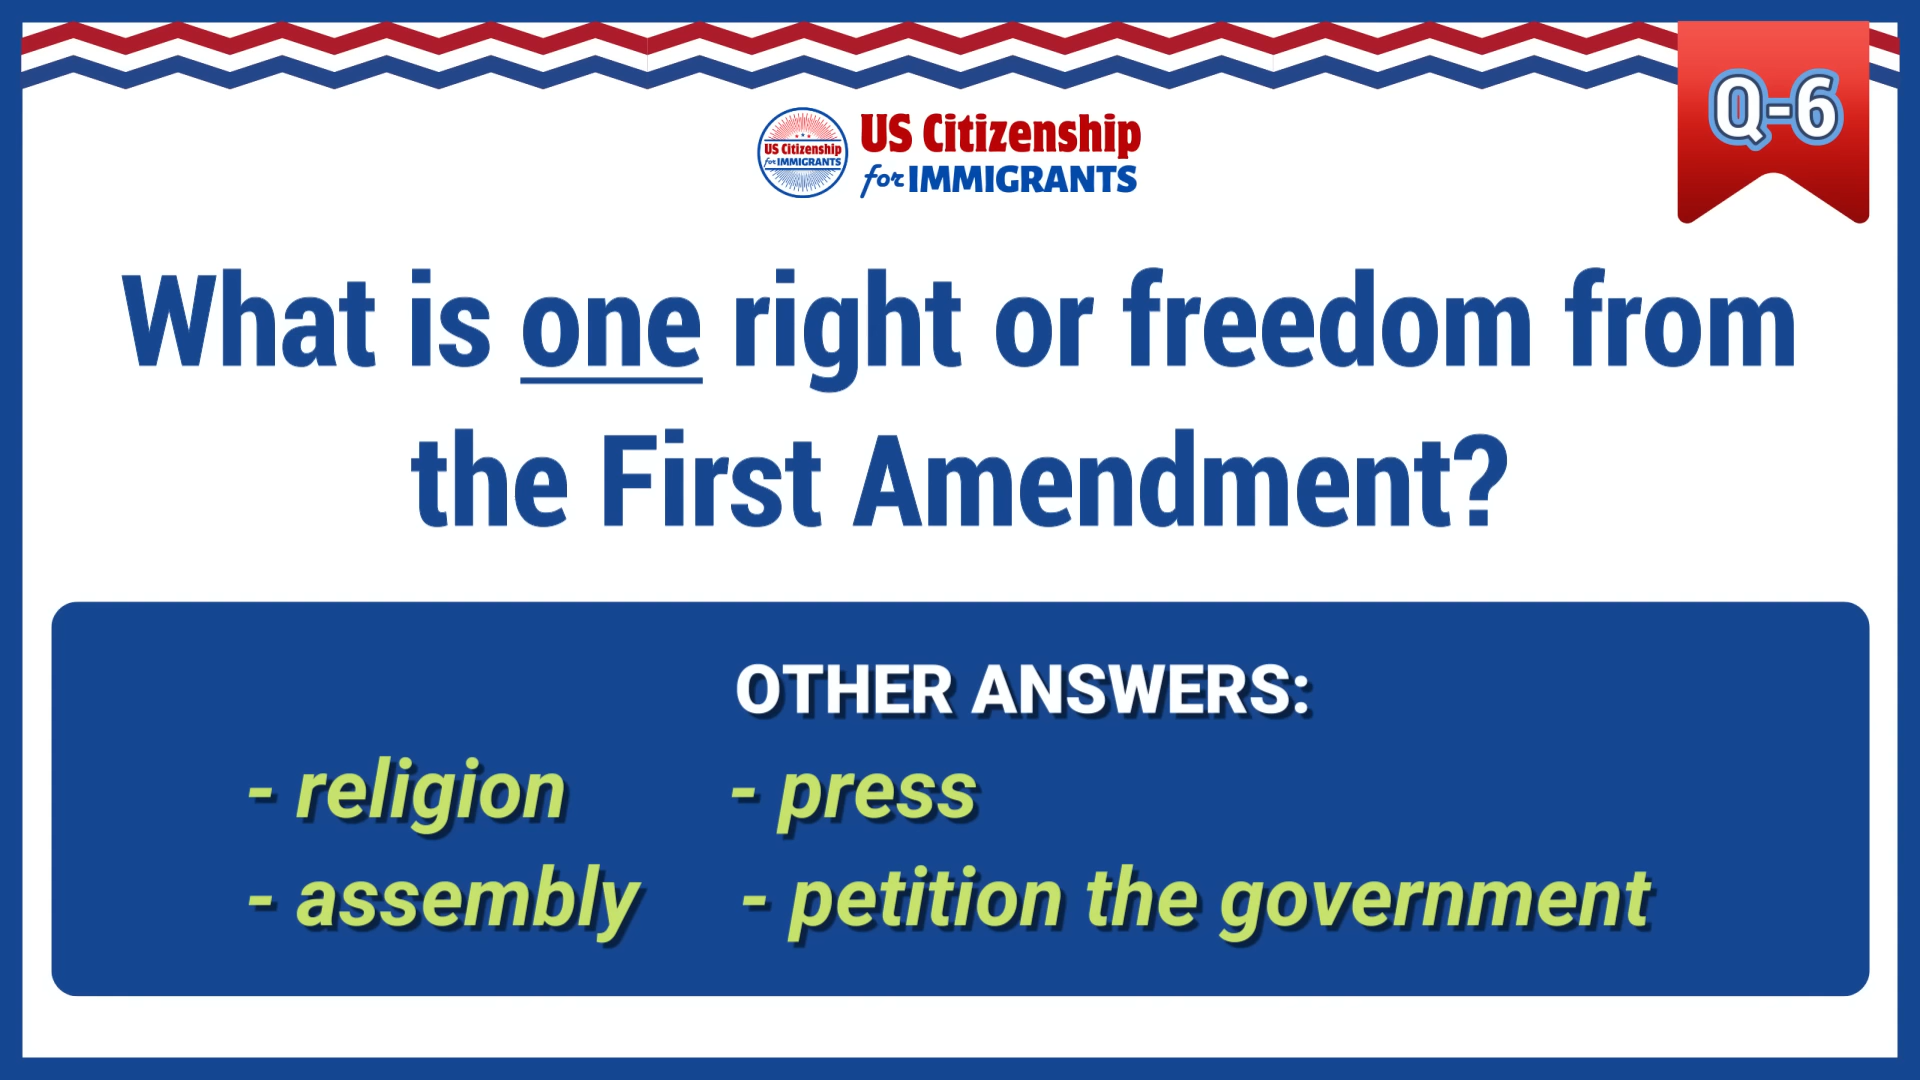 Q-6
US Citizenship
for IMMIGRANTS
US Citizenship
for IMMIGRANTS
What is one right or freedom from
the First Amendment?
OTHER ANSWERS:
- religion - press
- assembly - petition the government